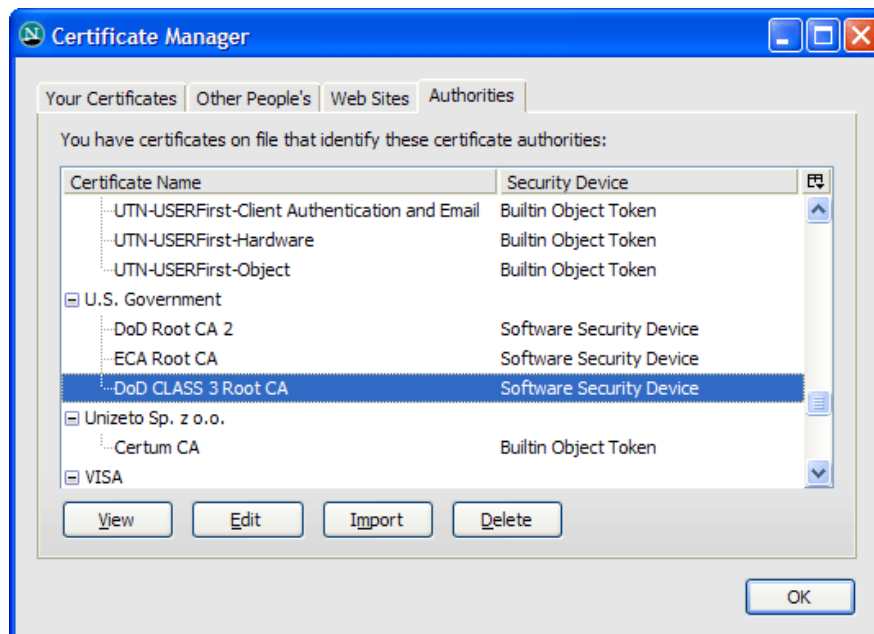 Certificate Manager
Your Certificates Other People's Web Sites Authorities
You have certificates on file that identify these certificate authorities:
Certificate Name Security Device
UTN-USERFirst-Client Authentication and Email Builtin Object Token
UTN-USERFirst-Hardware Builtin Object Token
UTN-USERFirst-Object Builtin Object Token
U.S. Government
DoD Root CA 2 Software Security Device
ECA Root CA Software Security Device
DoD CLASS 3 Root CA Software Security Device
Unizeto Sp. z o.o.
Certum CA Builtin Object Token
VISA
View Edit Import Delete
OK